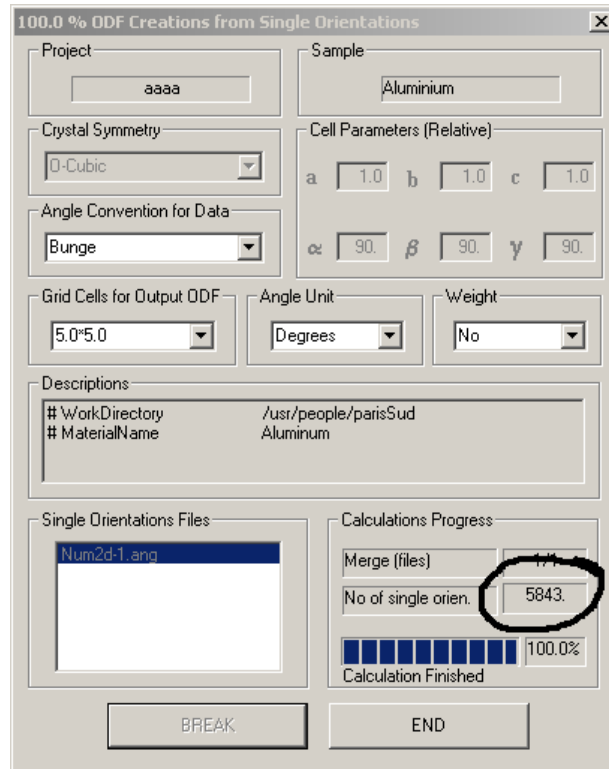 100.0 % ODF Creations from Single Orientations
Project
aaaa
Sample
Aluminium
Crystal Symmetry
O-Cubic
Cell Parameters (Relative)
a 1.0 b 1.0 c 1.0
α 90. β 90. γ 90.
Angle Convention for Data
Bunge
Grid Cells for Output ODF
5.0*5.0
Angle Unit
Degrees
Weight
No
Descriptions
# WorkDirectory /usr/people/parisSud
# MaterialName Aluminum
Single Orientations Files
Num2d-1.ang
Calculations Progress
Merge (files) 1/1
No of single orien. 5843.
100.0%
Calculation Finished
BREAK
END